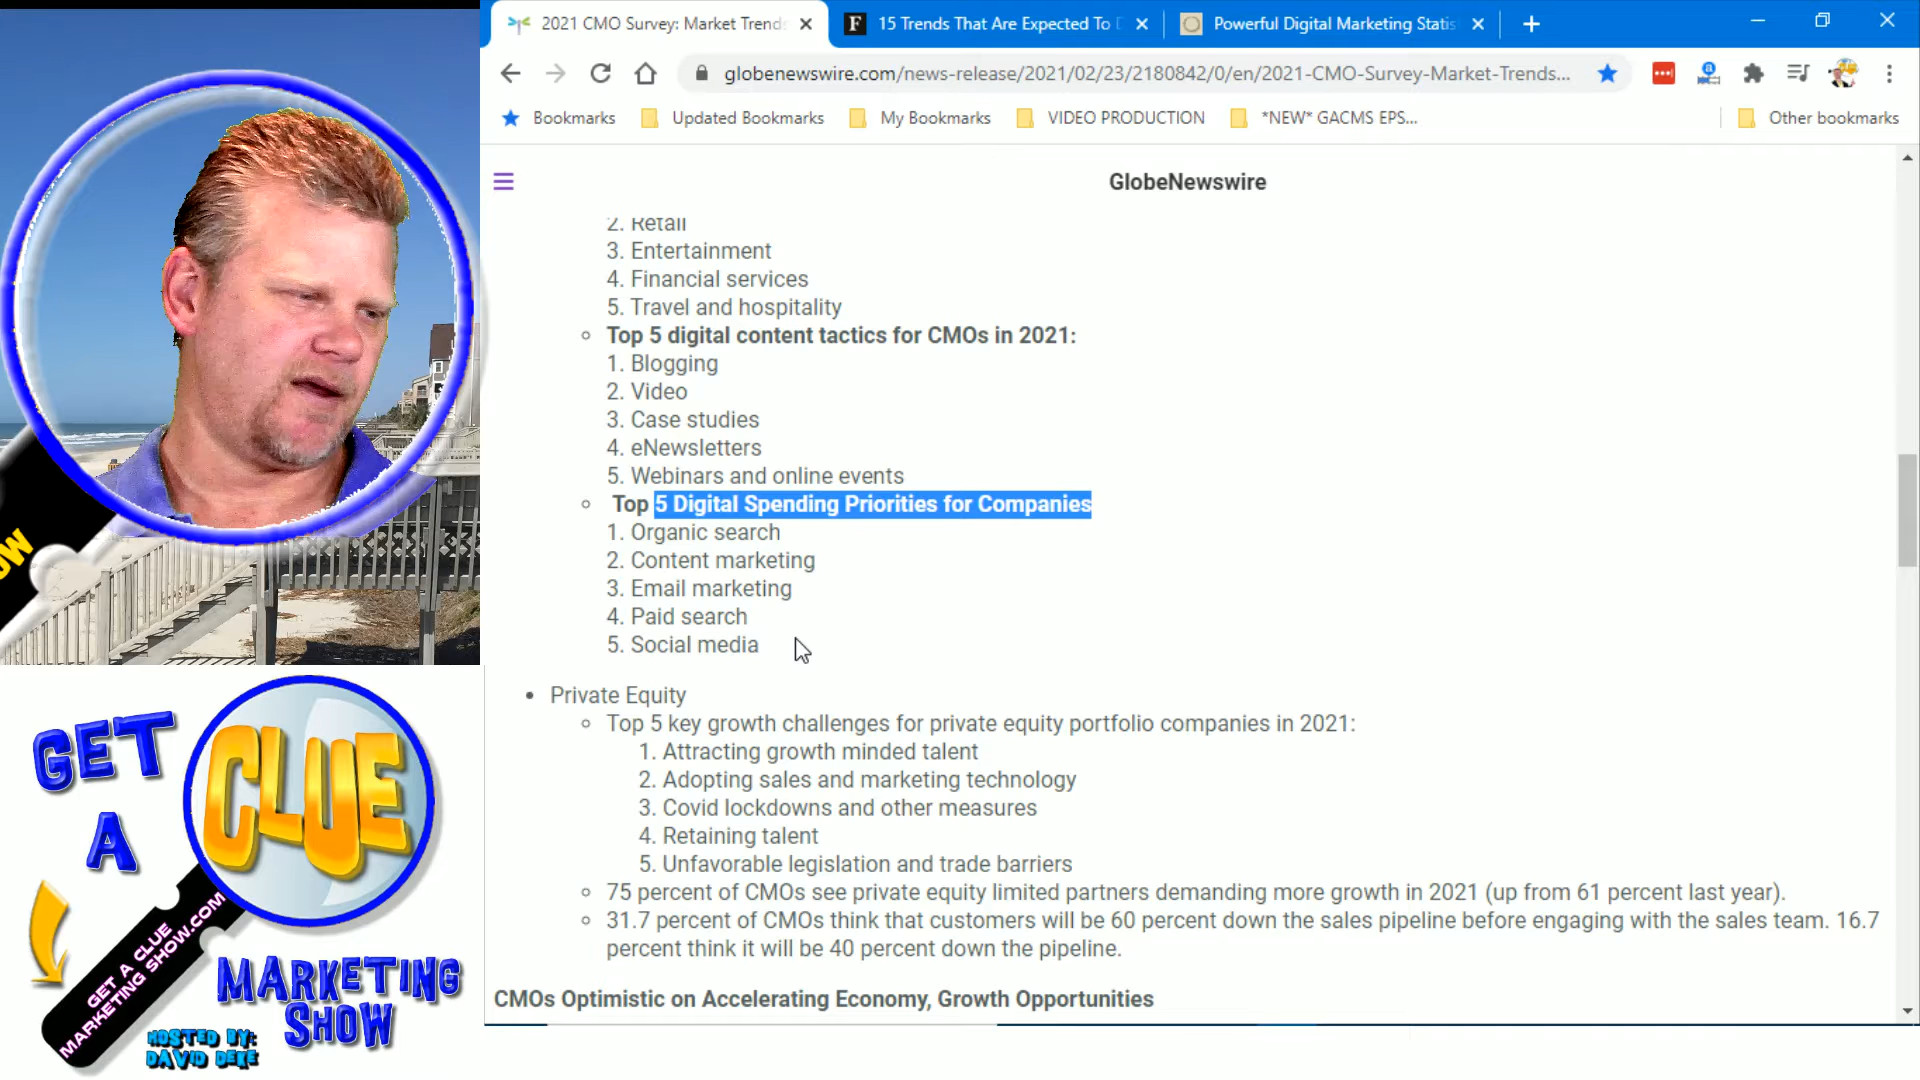 2021 CMO Survey: Market Trend
15 Trends That Are Expected To
Powerful Digital Marketing Statis
globenewswire.com/news-release/2021/02/23/2180842/0/en/2021-CMO-Survey-Market-Trends...
Bookmarks
Updated Bookmarks
My Bookmarks
VIDEO PRODUCTION
*NEW* GACMS EPS...
Other bookmarks
GlobeNewswire
2. Retail
3. Entertainment
4. Financial services
5. Travel and hospitality
Top 5 digital content tactics for CMOs in 2021:
1. Blogging
2. Video
3. Case studies
4. eNewsletters
5. Webinars and online events
Top 5 Digital Spending Priorities for Companies
1. Organic search
2. Content marketing
3. Email marketing
4. Paid search
5. Social media
Private Equity
Top 5 key growth challenges for private equity portfolio companies in 2021:
1. Attracting growth minded talent
2. Adopting sales and marketing technology
3. Covid lockdowns and other measures
4. Retaining talent
5. Unfavorable legislation and trade barriers
75 percent of CMOs see private equity limited partners demanding more growth in 2021 (up from 61 percent last year).
31.7 percent of CMOs think that customers will be 60 percent down the sales pipeline before engaging with the sales team. 16.7
percent think it will be 40 percent down the pipeline.
CMOs Optimistic on Accelerating Economy, Growth Opportunities
OW
GET
A
CLUE
GET A CLUE
MARKETING SHOW.COM
MARKETING
SHOW
HOSTED BY:
DAVID DEKE